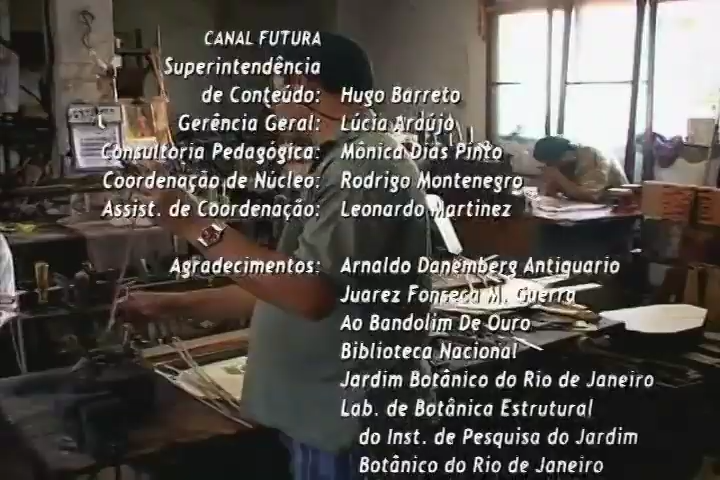 CANAL FUTURA
Superintendência
de Conteúdo: Hugo Barreto
Gerência Geral: Lúcia Araújo
Consultoria Pedagógica: Mônica Dias Pinto
Coordenação de Núcleo: Rodrigo Montenegro
Assist. de Coordenação: Leonardo Martinez
Agradecimentos: Arnaldo Danemberg Antiguario
Juarez Fonseca M. Guerra
Ao Bandolim De Ouro
Biblioteca Nacional
Jardim Botânico do Rio de Janeiro
Lab. de Botânica Estrutural
do Inst. de Pesquisa do Jardim
Botânico do Rio de Janeiro